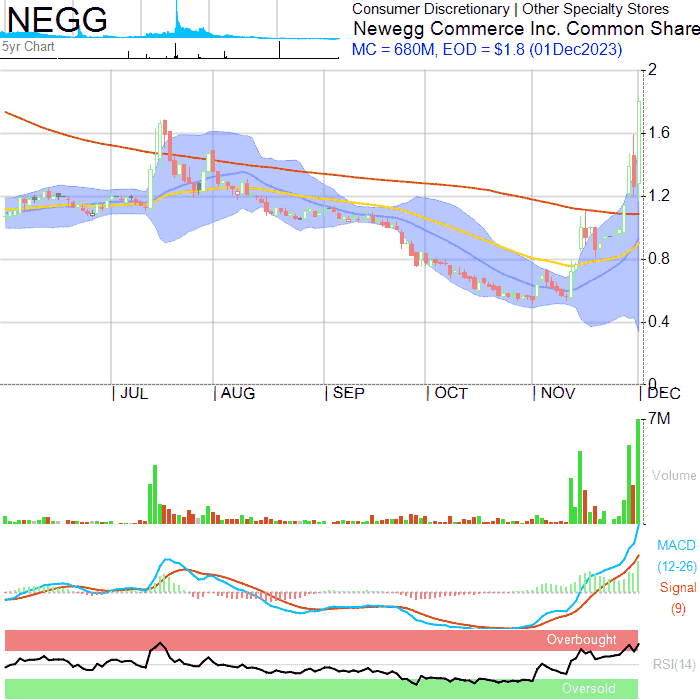 NEGG
5yr Chart
Consumer Discretionary | Other Specialty Stores
Newegg Commerce Inc. Common Share
MC = 680M, EOD = $1.8 (01Dec2023)
2
1.6
1.2
0.8
0.4
0
JUL
AUG
SEP
OCT
NOV
DEC
7M
Volume
MACD
(12-26)
Signal
(9)
Overbought
RSI(14)
Oversold